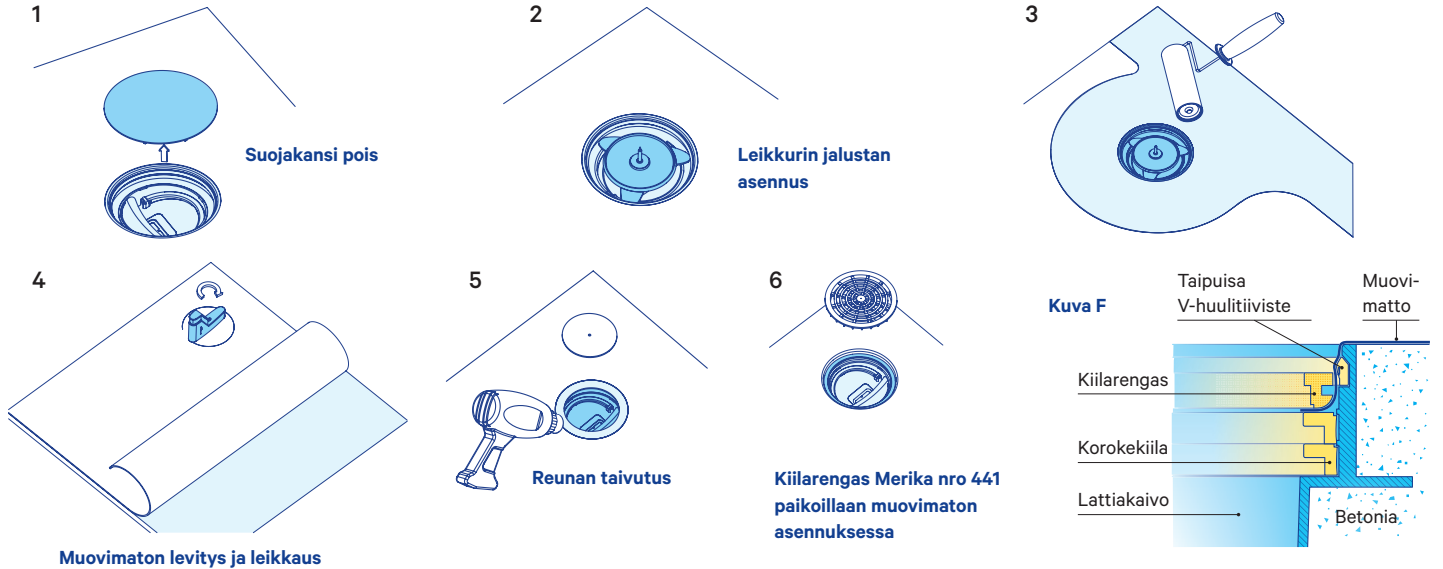 1
Suojakansi pois
2
Leikkurin jalustan
asennus
3
4
Muovimaton levitys ja leikkaus
5
Reunan taivutus
6
Kiilarengas Merika nro 441
paikoillaan muovimaton
asennuksessa
Kuva F
Taipuisa
V-huulitiiviste
Muovi-
matto
Kiilarengas
Korokekiila
Lattiakaivo
Betonia